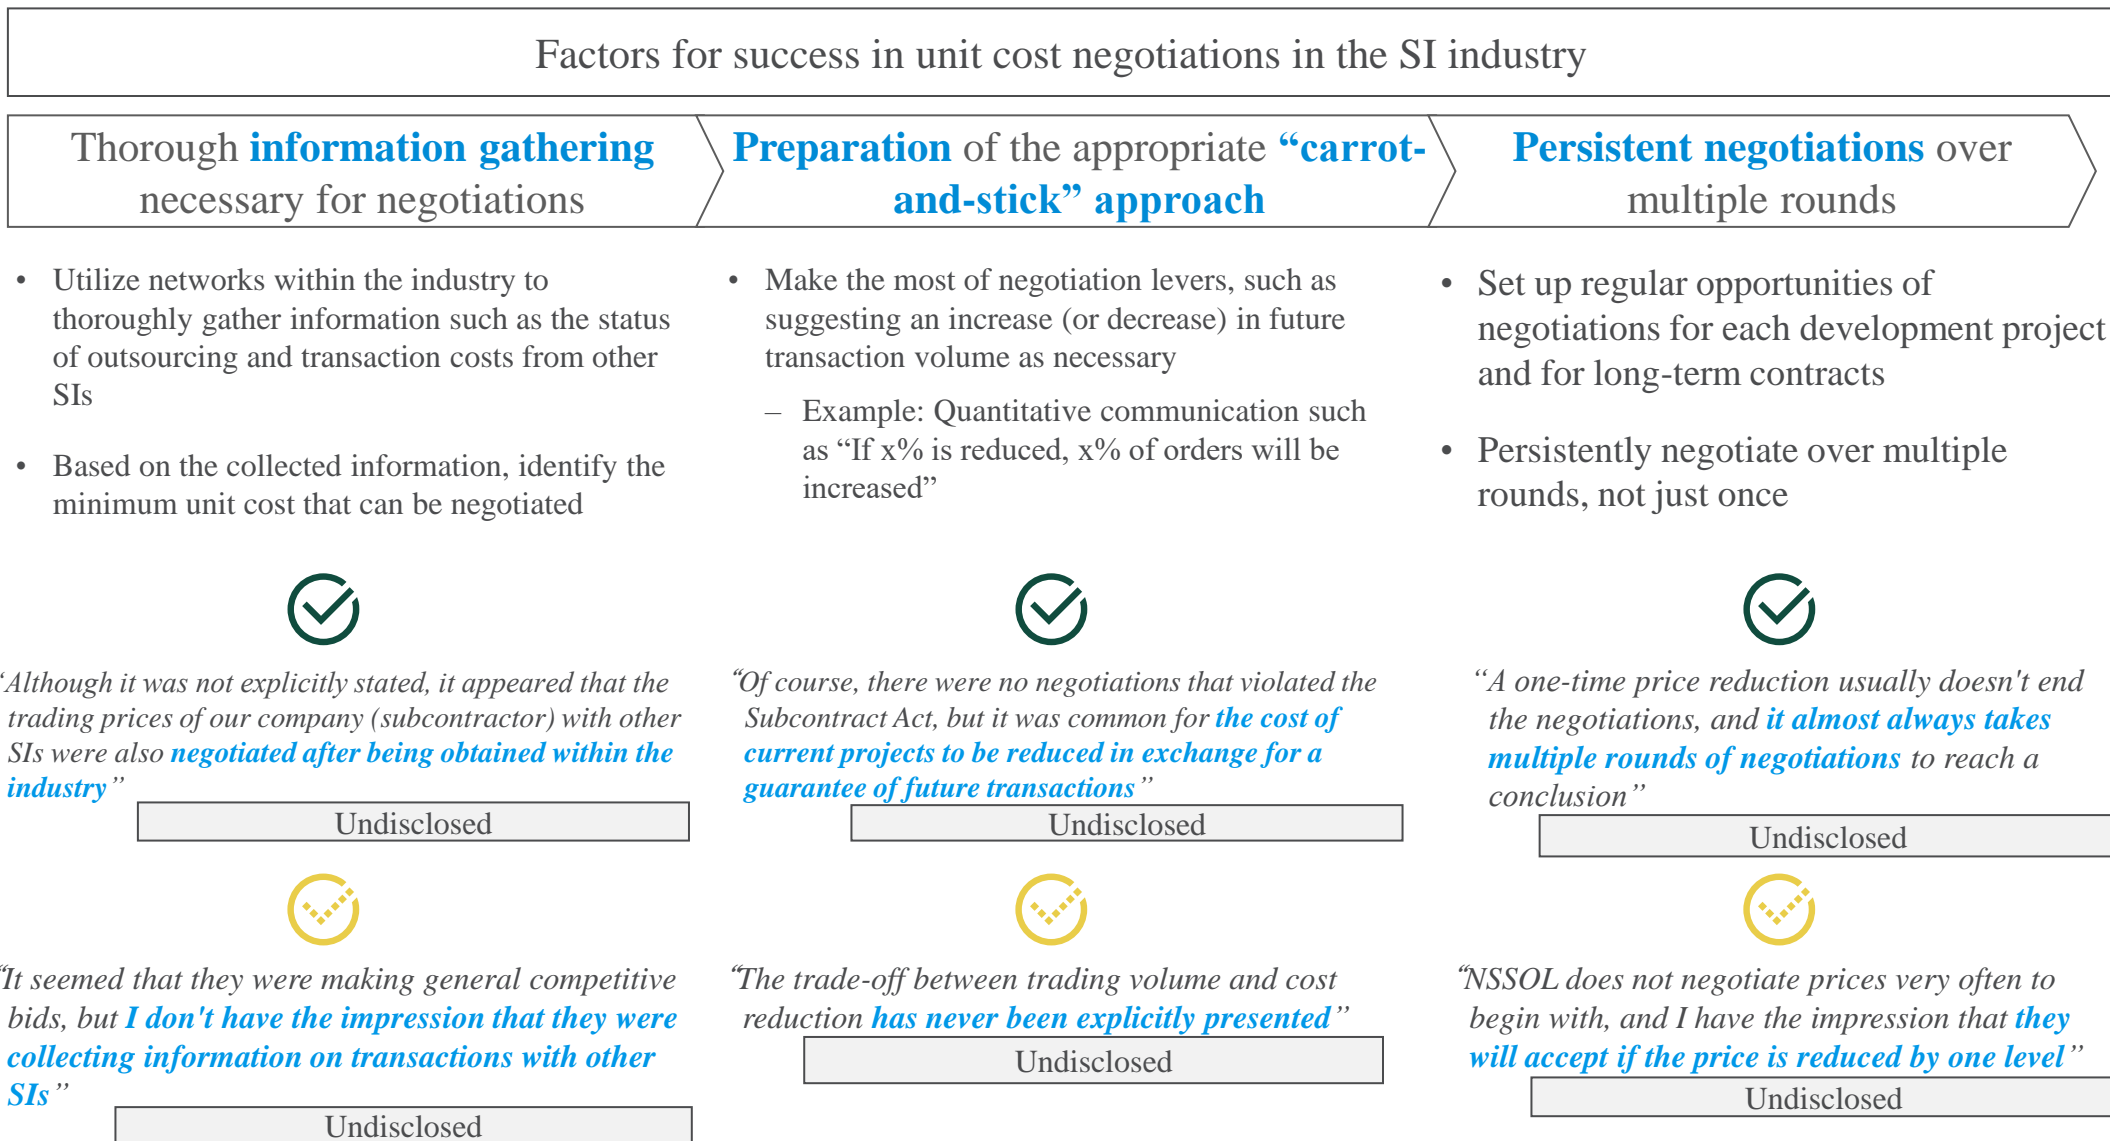 Factors for success in unit cost negotiations in the SI industry
Thorough information gathering
necessary for negotiations
Preparation of the appropriate “carrot-
and-stick” approach
Persistent negotiations over
multiple rounds
• Utilize networks within the industry to
thoroughly gather information such as the status
of outsourcing and transaction costs from other
SIs
• Based on the collected information, identify the
minimum unit cost that can be negotiated
• Make the most of negotiation levers, such as
suggesting an increase (or decrease) in future
transaction volume as necessary
– Example: Quantitative communication such
as “If x% is reduced, x% of orders will be
increased”
• Set up regular opportunities of
negotiations for each development project
and for long-term contracts
• Persistently negotiate over multiple
rounds, not just once
“Although it was not explicitly stated, it appeared that the
trading prices of our company (subcontractor) with other
SIs were also negotiated after being obtained within the
industry”
Undisclosed
“Of course, there were no negotiations that violated the
Subcontract Act, but it was common for the cost of
current projects to be reduced in exchange for a
guarantee of future transactions”
Undisclosed
“A one-time price reduction usually doesn't end
the negotiations, and it almost always takes
multiple rounds of negotiations to reach a
conclusion”
Undisclosed
“It seemed that they were making general competitive
bids, but I don't have the impression that they were
collecting information on transactions with other
SIs”
Undisclosed
“The trade-off between trading volume and cost
reduction has never been explicitly presented”
Undisclosed
“NSSOL does not negotiate prices very often to
begin with, and I have the impression that they
will accept if the price is reduced by one level”
Undisclosed